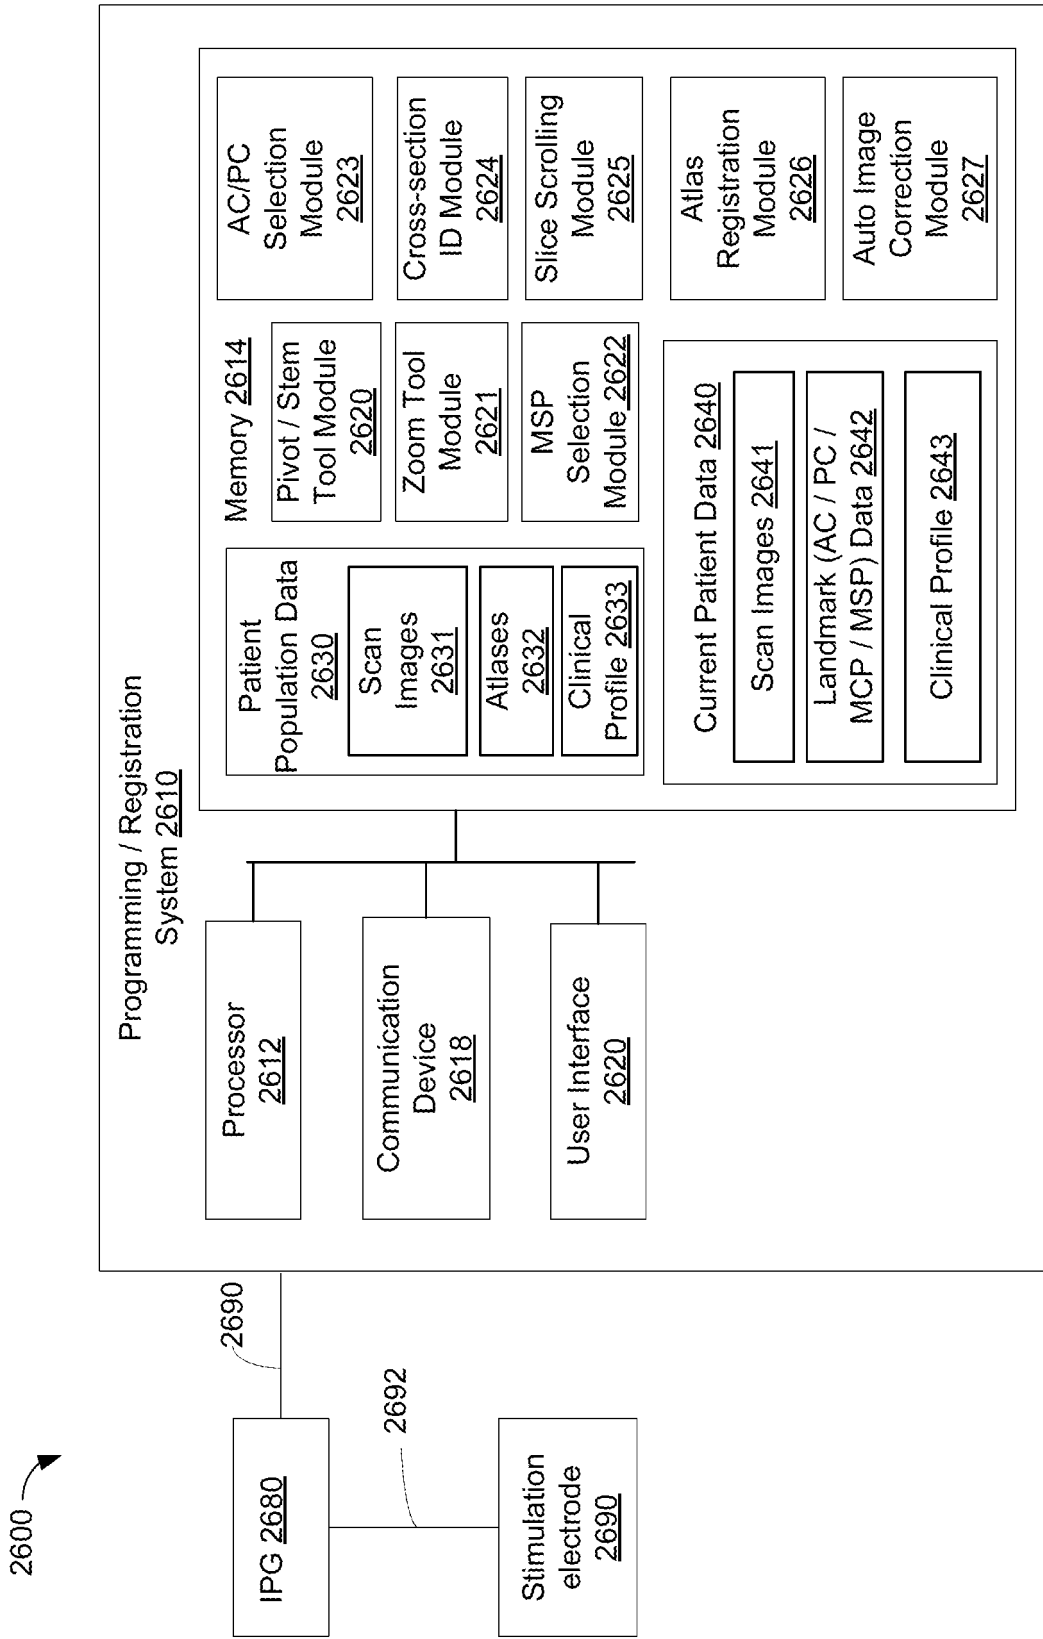 2600
IPG 2680
2690
2692
Stimulation
electrode
2690
Programming / Registration
System 2610
Processor
2612
Communication
Device
2618
User Interface
2620
Memory 2614
Patient
Population Data
2630
Scan
Images
2631
Atlases
2632
Clinical
Profile 2633
Pivot / Stem
Tool Module
2620
Zoom Tool
Module
2621
MSP
Selection
Module 2622
AC/PC
Selection
Module
2623
Cross-section
ID Module
2624
Slice Scrolling
Module
2625
Atlas
Registration
Module
2626
Auto Image
Correction
Module
2627
Current Patient Data 2640
Scan Images 2641
Landmark (AC / PC /
MCP / MSP) Data 2642
Clinical Profile 2643